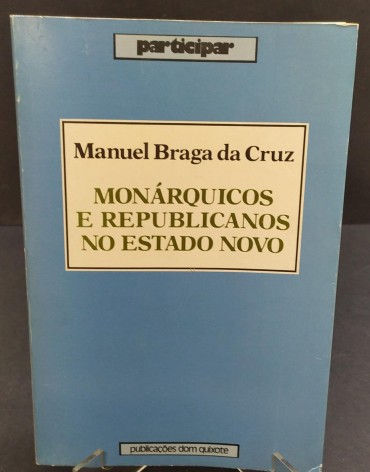 participar
Manuel Braga da Cruz
MONÁRQUICOS
E REPUBLICANOS
NO ESTADO NOVO
publicações dom quixote